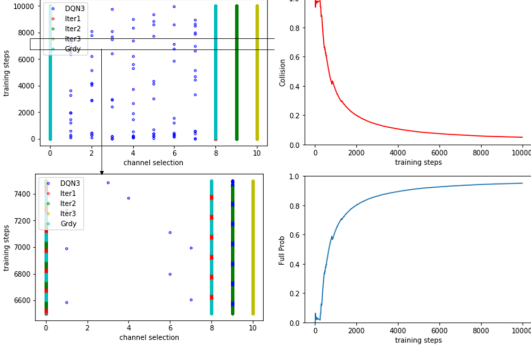 10000
8000
6000
4000
2000
0
training steps
DQN3
Iter1
Iter2
Iter3
Grdy
0 2 4 6 8 10
channel selection
1.0
0.8
0.6
0.4
0.2
0.0
Collision
0 2000 4000 6000 8000 10000
training steps
7400
7200
7000
6800
6600
training steps
DQN3
Iter1
Iter2
Iter3
Grdy
0 2 4 6 8 10
channel selection
1.0
0.8
0.6
0.4
0.2
0.0
Full Prob
0 2000 4000 6000 8000 10000
training steps